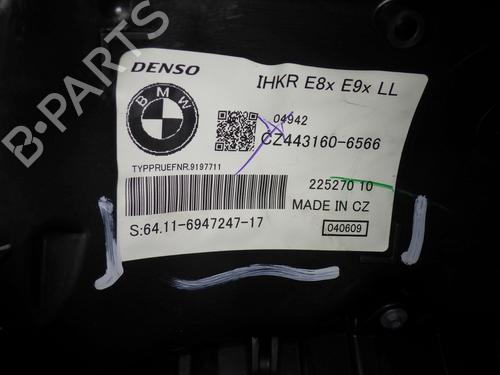 B-PARTS
DENSO
IHKR E8x E9x LL
BMW
04942
CZ443160-6566
TYPPRUEFNR.9197711
225270 10
MADE IN CZ
S:64.11-6947247-17
040609